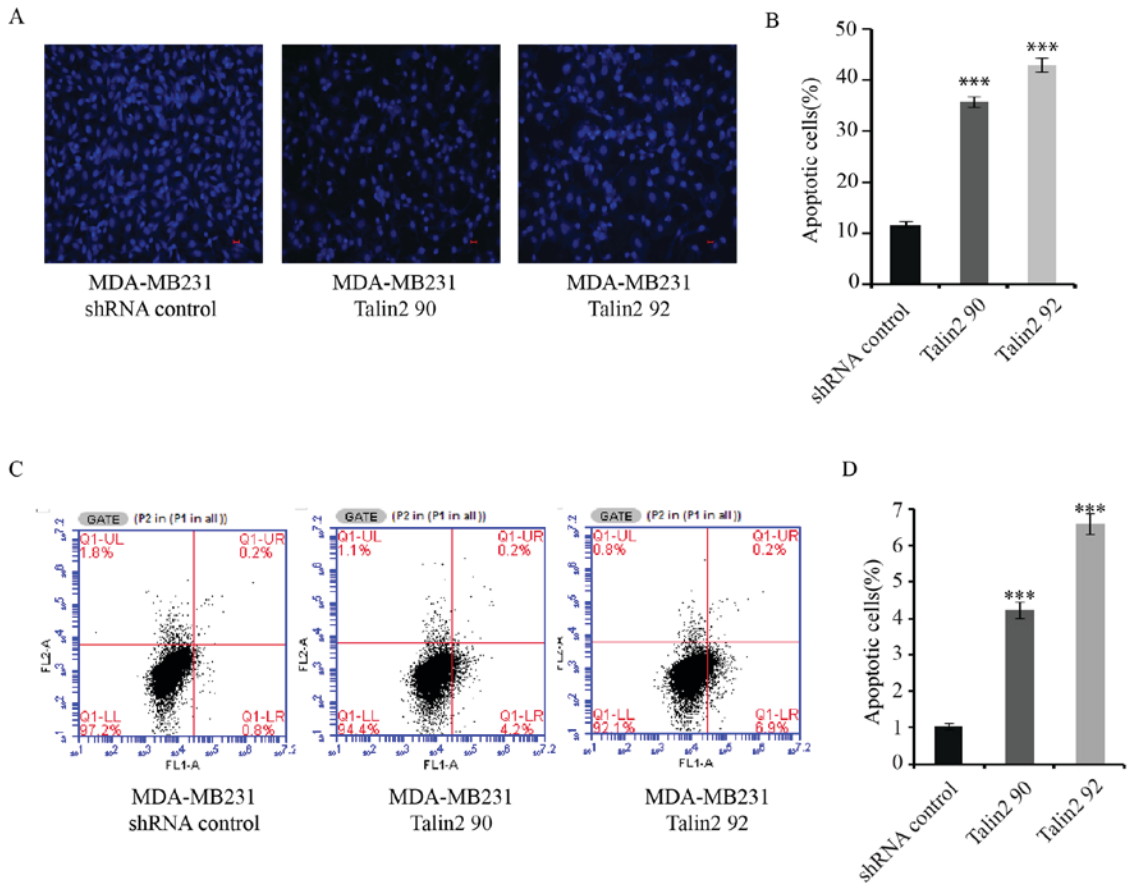 A
MDA-MB231
shRNA control
MDA-MB231
Talin2 90
MDA-MB231
Talin2 92
B
Apoptotic cells(%)
50
40
30
20
10
0
***
***
shRNA control
Talin2 90
Talin2 92
C
GATE (P2 in (P1 in all))
Q1-UL
1.8%
Q1-UR
0.2%
Q1-LL
97.2%
Q1-LR
0.8%
FL2-A
FL1-A
MDA-MB231
shRNA control
GATE (P2 in (P1 in all))
Q1-UL
1.1%
Q1-UR
0.2%
Q1-LL
94.4%
Q1-LR
4.2%
FL2-A
FL1-A
MDA-MB231
Talin2 90
GATE (P2 in (P1 in all))
Q1-UL
0.8%
Q1-UR
0.2%
Q1-LL
92.1%
Q1-LR
6.9%
FL2-A
FL1-A
MDA-MB231
Talin2 92
D
Apoptotic cells(%)
7
6
5
4
3
2
1
0
***
***
shRNA control
Talin2 90
Talin2 92